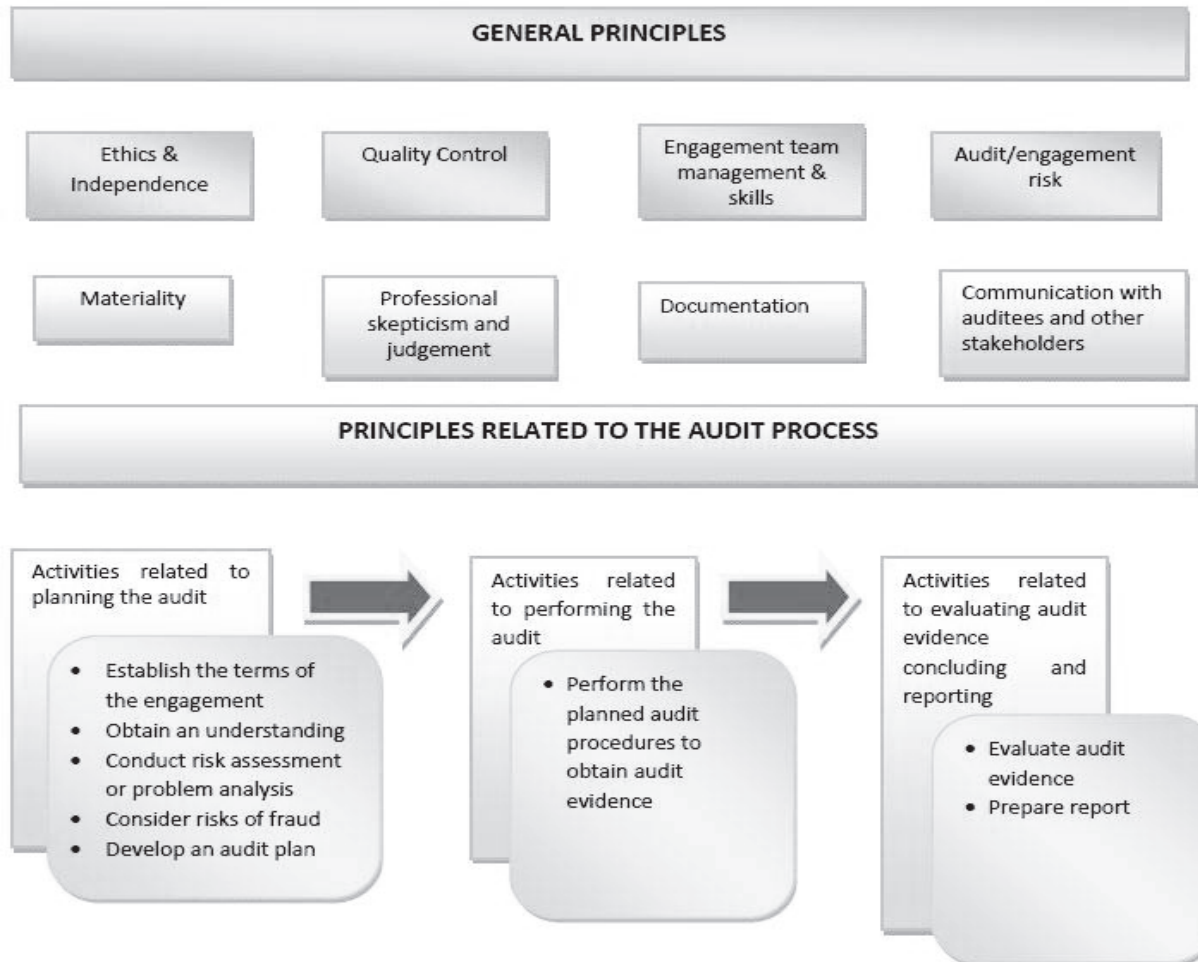 GENERAL PRINCIPLES
Ethics &
Independence
Quality Control
Engagement team
management &
skills
Audit/engagement
risk
Materiality
Professional
skepticism and
judgement
Documentation
Communication with
auditees and other
stakeholders
PRINCIPLES RELATED TO THE AUDIT PROCESS
Activities related to
planning the audit
• Establish the terms of
the engagement
• Obtain an understanding
• Conduct risk assessment
or problem analysis
• Consider risks of fraud
• Develop an audit plan
Activities related
to performing the
audit
• Perform the
planned audit
procedures to
obtain audit
evidence
Activities related
to evaluating audit
evidence
concluding and
reporting
• Evaluate audit
evidence
• Prepare report